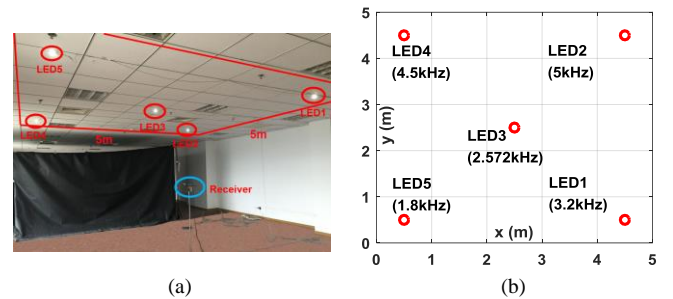 LED5
LED1
LED4
LED3
LED2
5m
5m
Receiver
(a)
5
4
3
2
1
0
y (m)
LED4
(4.5kHz)
LED2
(5kHz)
LED3
(2.572kHz)
LED5
(1.8kHz)
LED1
(3.2kHz)
x (m)
0 1 2 3 4 5
(b)